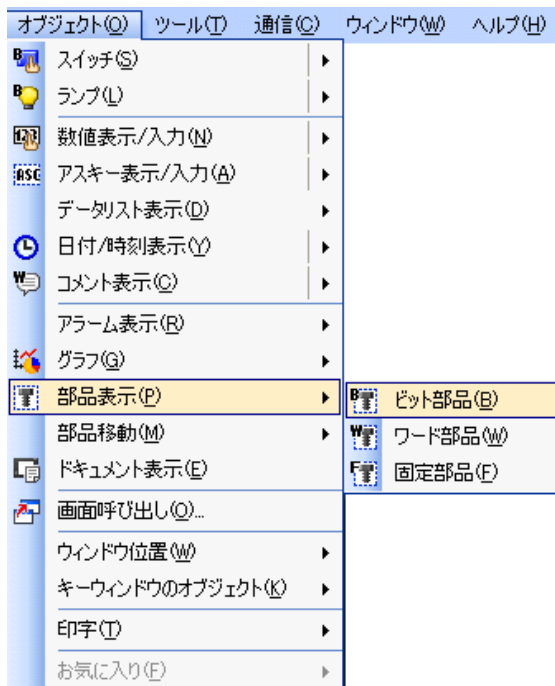 オブジェクト(O) ツール(T) 通信(C) ウィンドウ(W) ヘルプ(H)
スイッチ(S)
ランプ(L)
数値表示/入力(N)
アスキー表示/入力(A)
データリスト表示(D)
日付/時刻表示(Y)
コメント表示(C)
アラーム表示(R)
グラフ(G)
部品表示(P)
部品移動(M)
ドキュメント表示(E)
画面呼び出し(O)...
ウィンドウ位置(W)
キーウィンドウのオブジェクト(K)
印字(T)
お気に入り(F)
ビット部品(B)
ワード部品(W)
固定部品(F)